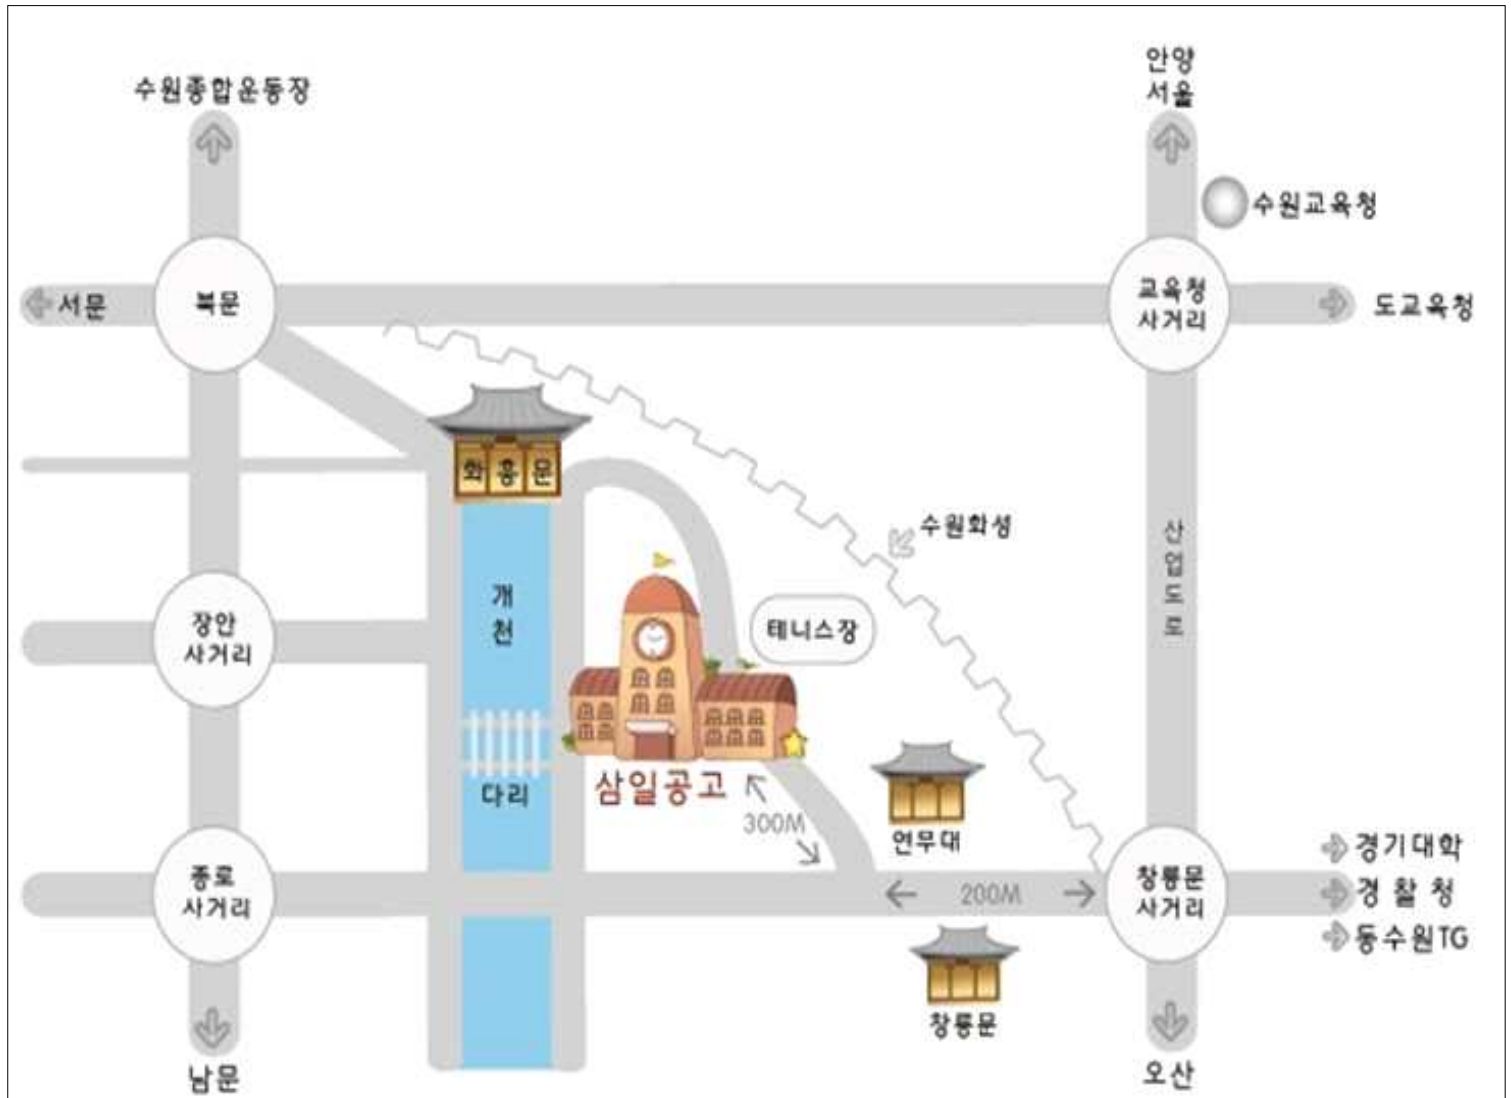 안양
서울
수원종합운동장
수원교육청
서문
북문
교육청
사거리
도교육청
화홍문
수원화성
산업도로
개천
장안
사거리
테니스장
다리
삼일공고
300M
연무대
종로
사거리
200M
창룡문
사거리
경기대학
경찰청
동수원TG
창룡문
남문
오산